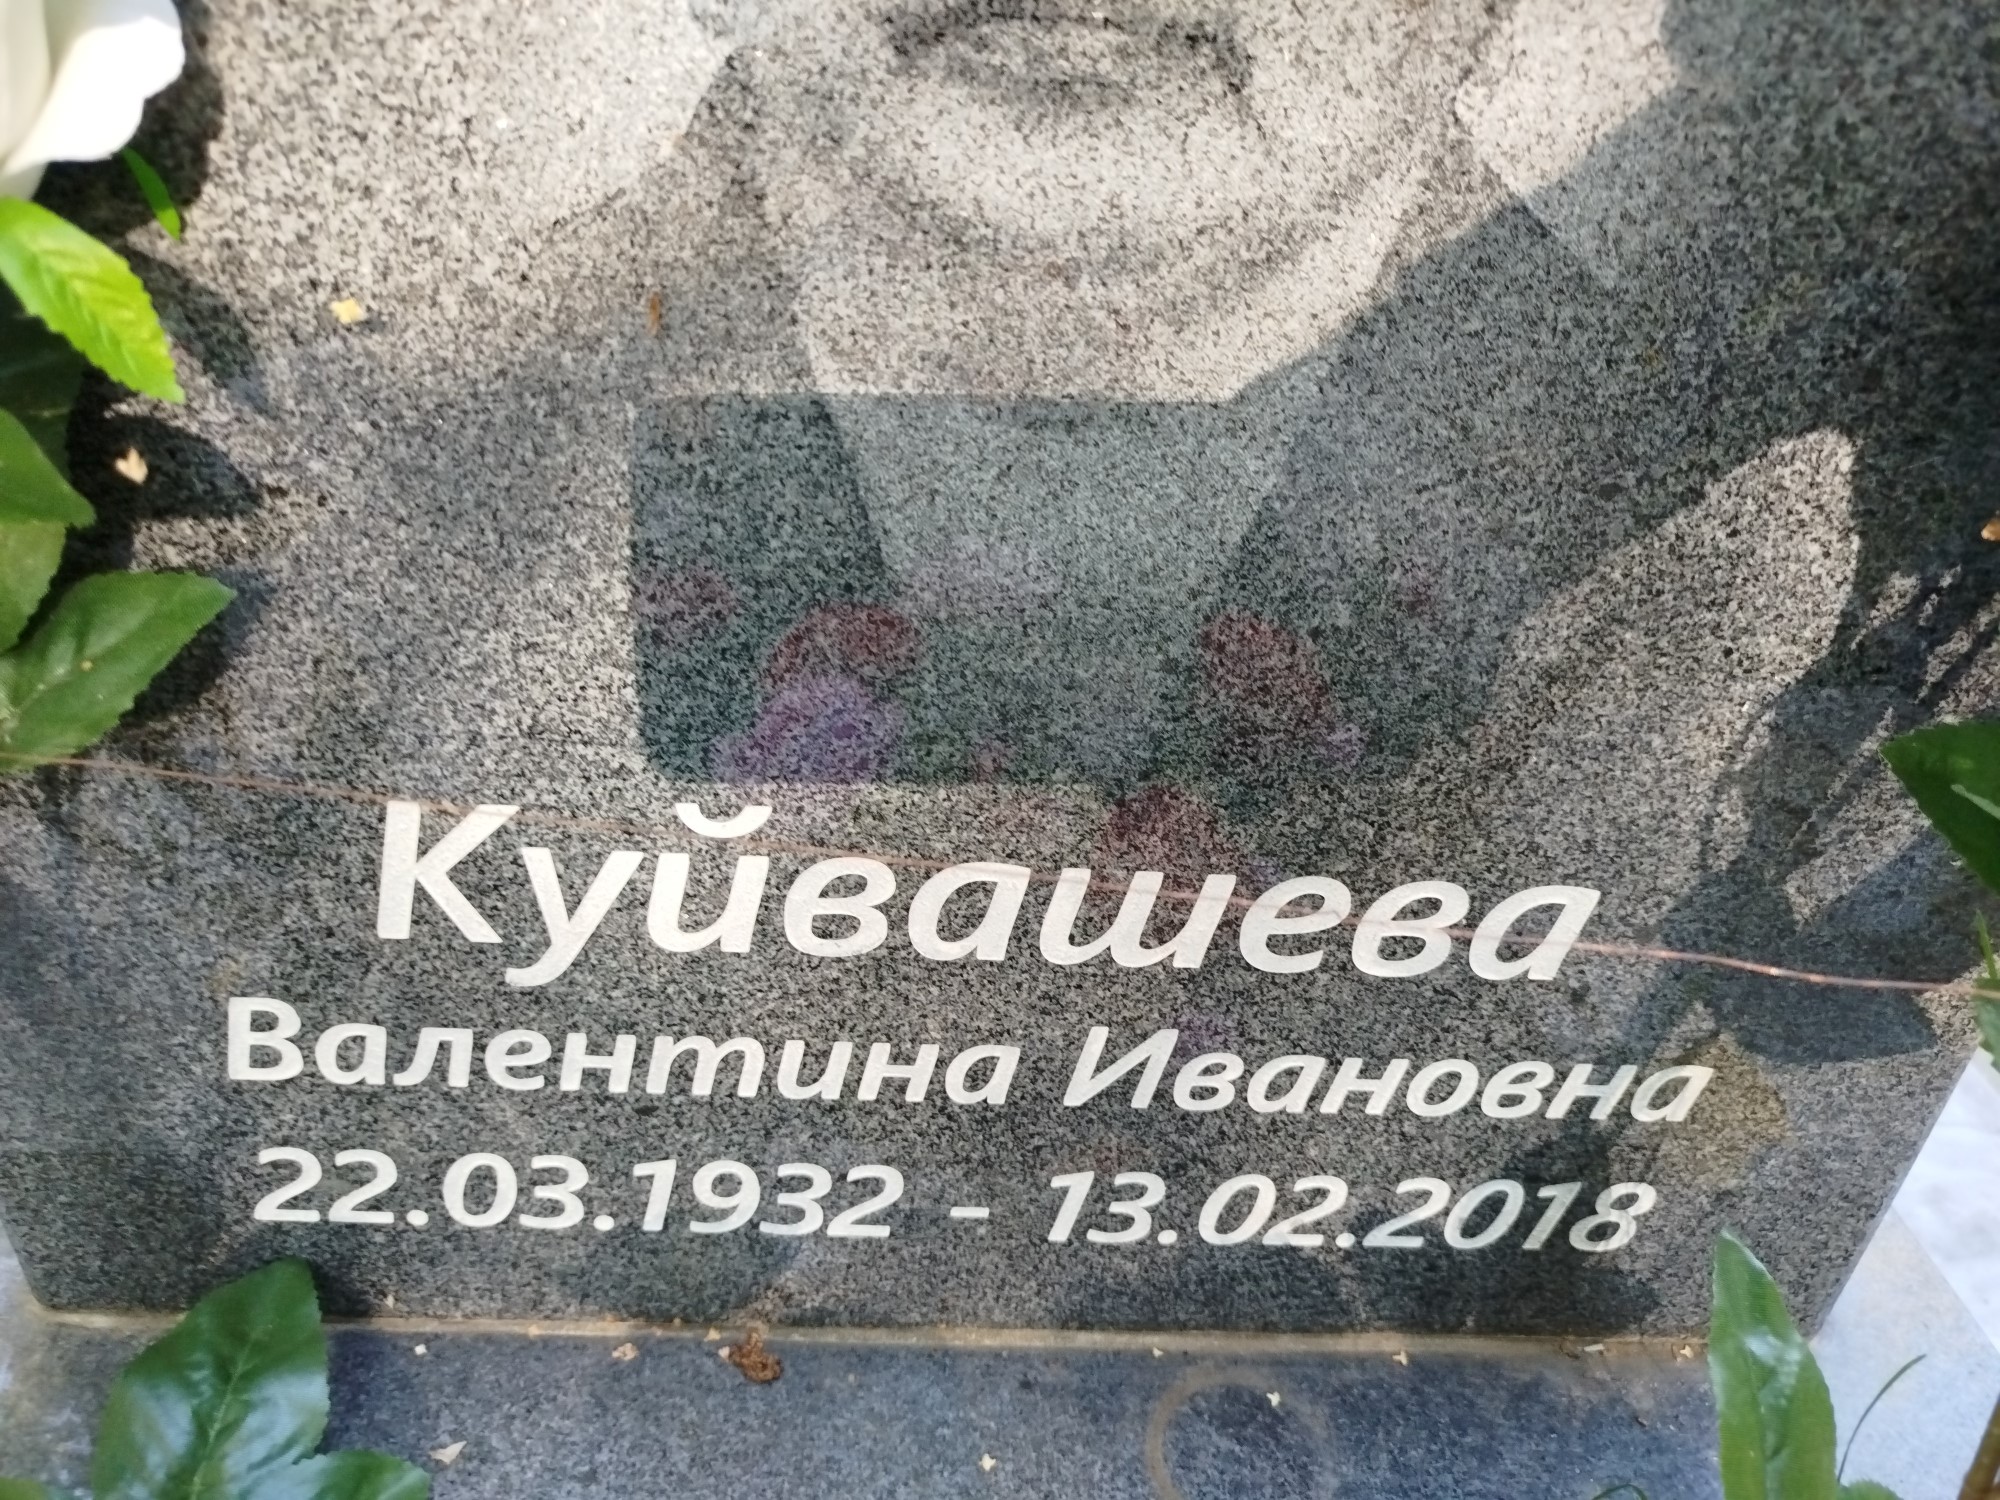 Куйвашева
Валентина Ивановна
22.03.1932 - 13.02.2018